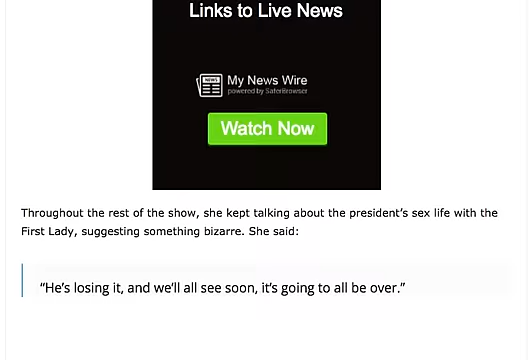 Links to Live News
NEWS
My News Wire
powered by SaferBrowser
Watch Now
Throughout the rest of the show, she kept talking about the president’s sex life with the
First Lady, suggesting something bizarre. She said:
“He’s losing it, and we’ll all see soon, it’s going to all be over.”